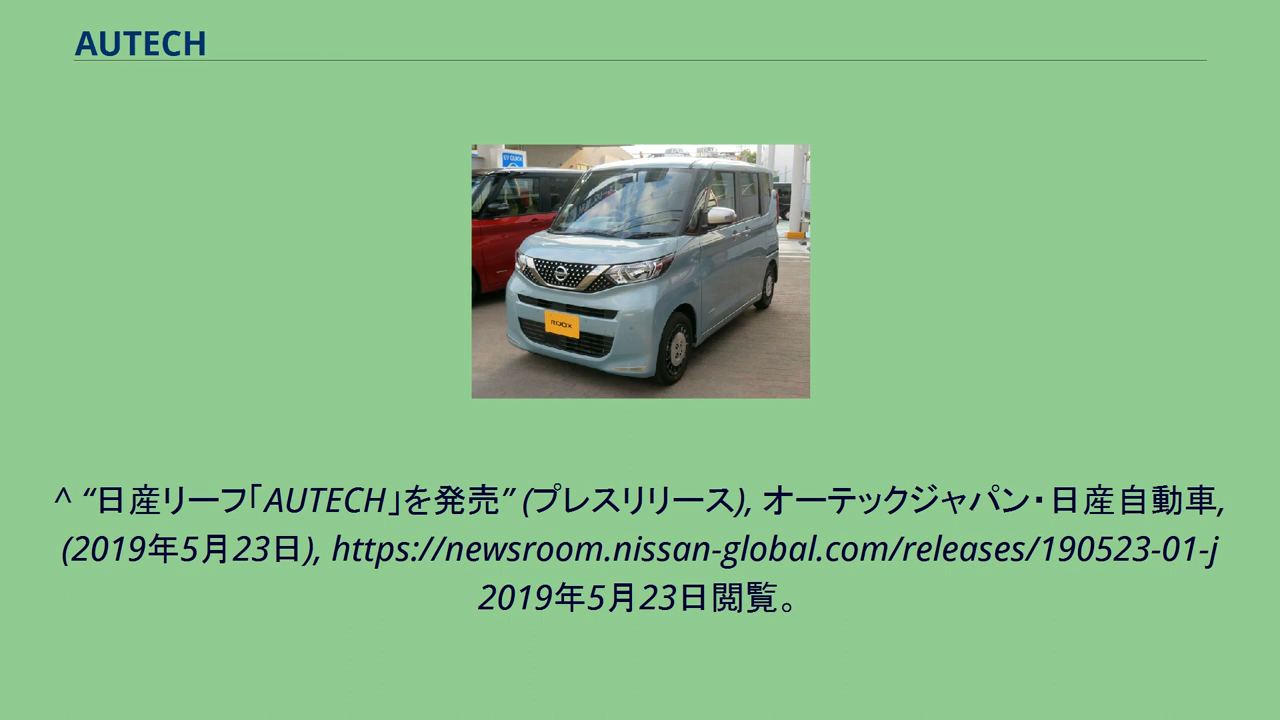 AUTECH
EV QUICK
ROOX
^ “日産リーフ「AUTECH」を発売” (プレスリリース), オーテックジャパン・日産自動車,
(2019年5月23日), https://newsroom.nissan-global.com/releases/190523-01-j
2019年5月23日閲覧。